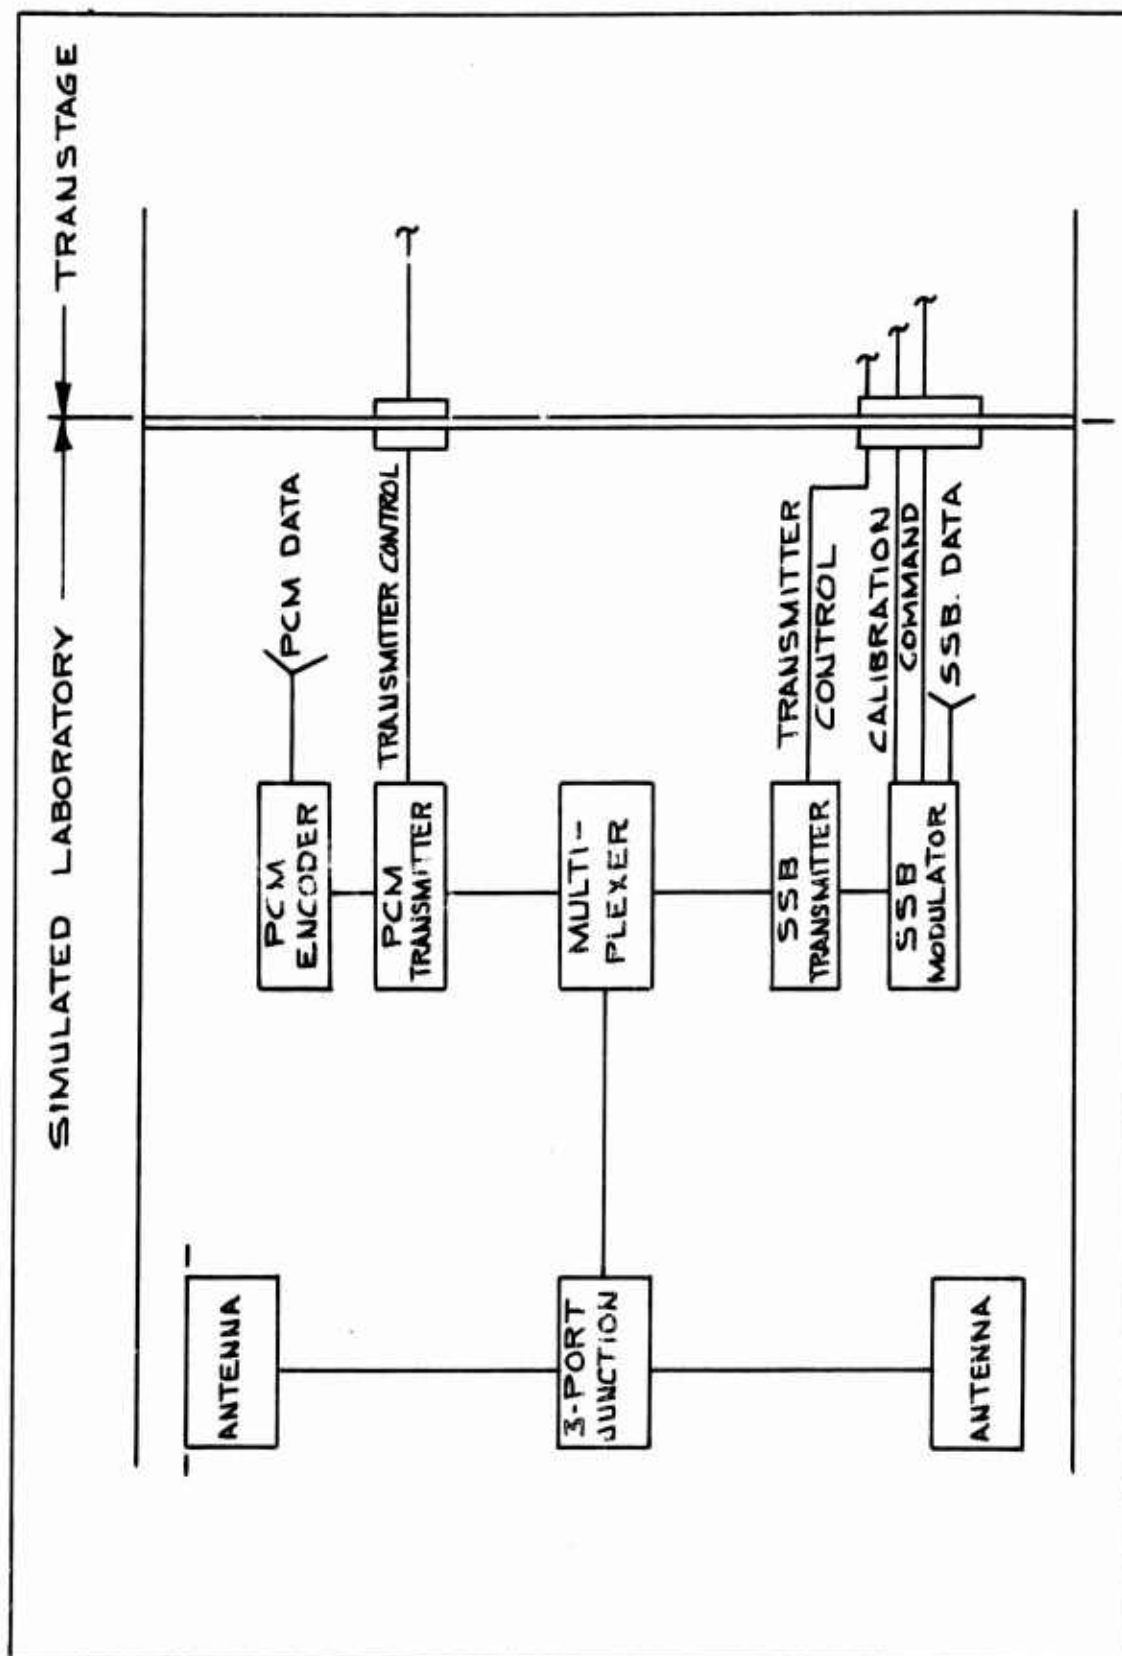 SIMULATED LABORATORY
TRANSTAGE
ANTENNA
PCM
ENCODER
PCM DATA
PCM
TRANSMITTER
TRANSMITTER CONTROL
3-PORT
JUNCTION
MULTI-
PLEXER
SSB
TRANSMITTER
TRANSMITTER
CONTROL
SSB
MODULATOR
CALIBRATION
COMMAND
SSB. DATA
ANTENNA